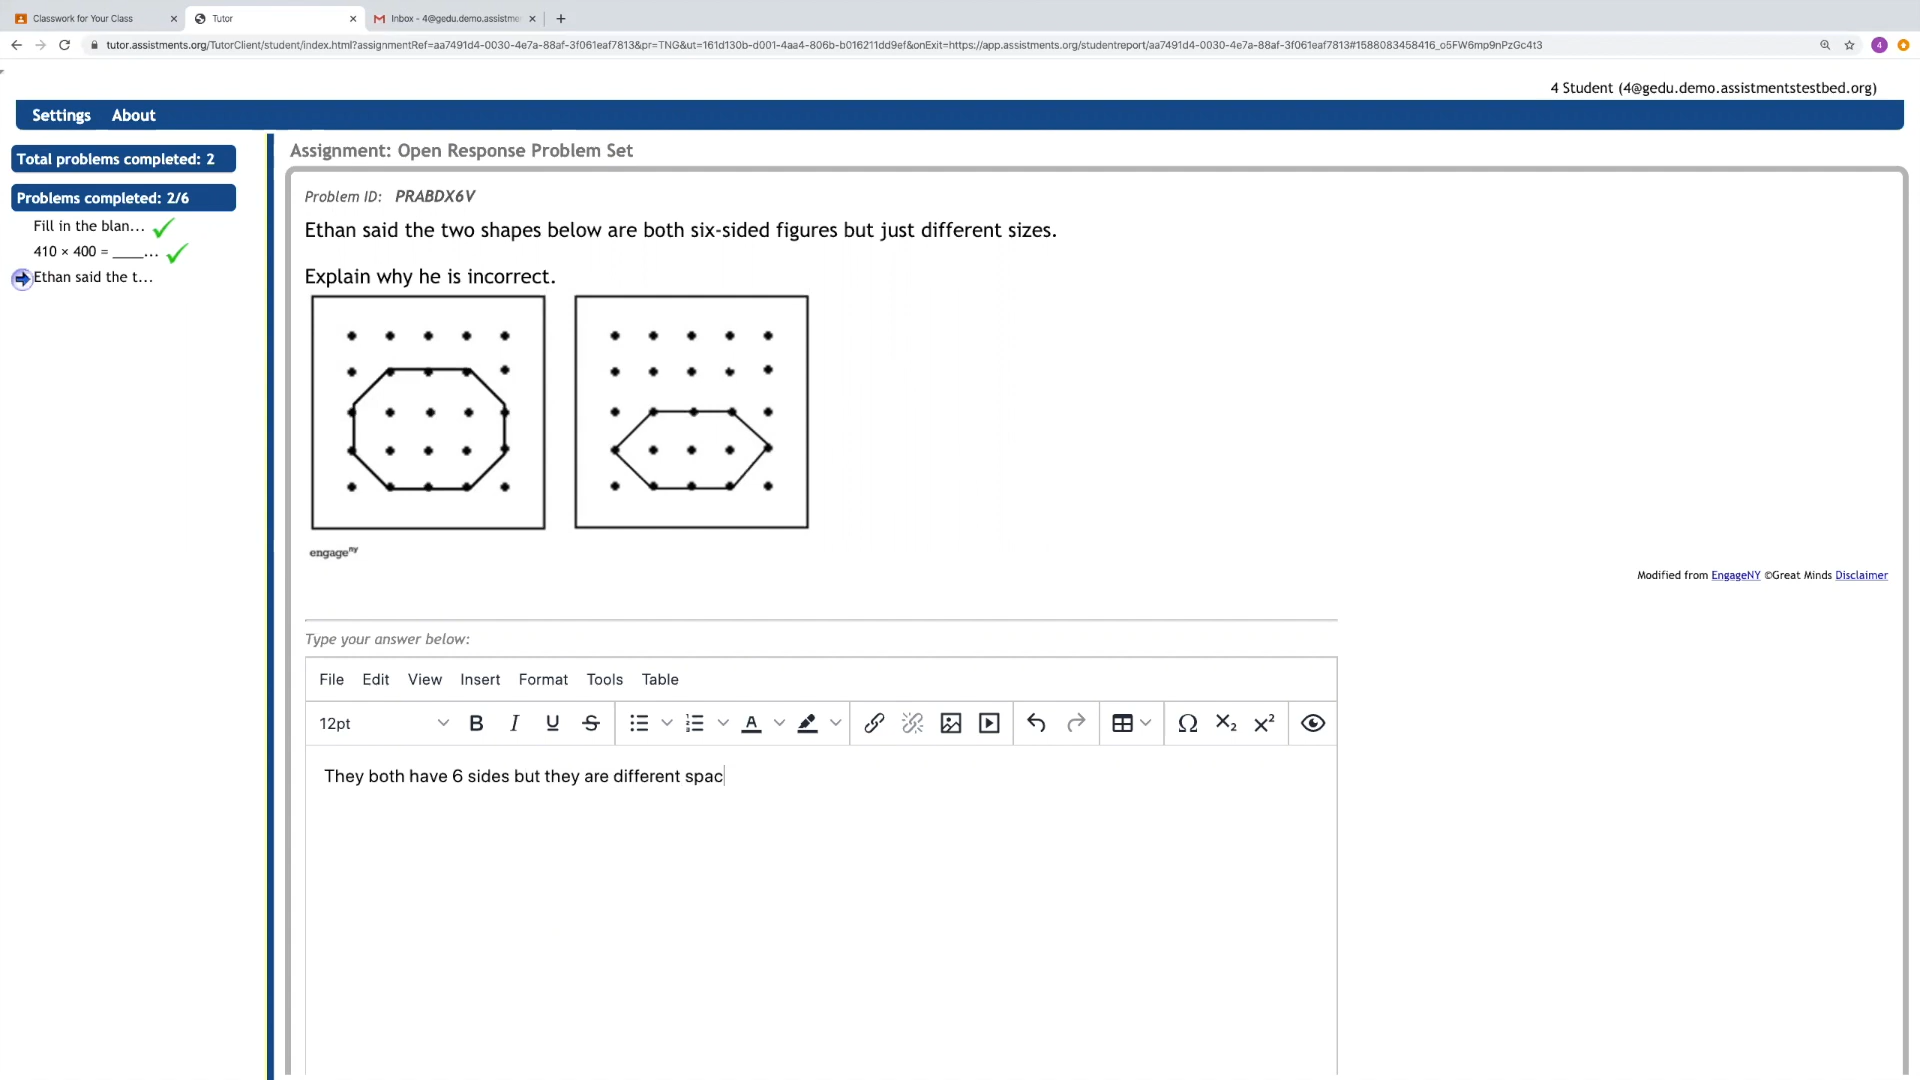 Classwork for Your Class
Tutor
Inbox - 4@gedu.demo.assistme
tutor.assistments.org/TutorClient/student/index.html?assignmentRef=aa7491d4-0030-4e7a-88af-3f061eaf7813&pr=TNG&ut=161d130b-d001-4aa4-806b-b016211dd9ef&onExit=https://app.assistments.org/studentreport/aa7491d4-0030-4e7a-88af-3f061eaf7813#1588083458416_o5FW6mp9nPzGc4t3
4
4 Student (4@gedu.demo.assistmentstestbed.org)
Settings About
Total problems completed: 2
Problems completed: 2/6
Fill in the blan...
410 × 400 = ____...
Ethan said the t...
Assignment: Open Response Problem Set
Problem ID: PRABDX6V
Ethan said the two shapes below are both six-sided figures but just different sizes.
Explain why he is incorrect.
engage ny
Modified from EngageNY ©Great Minds Disclaimer
Type your answer below:
File Edit View Insert Format Tools Table
12pt B I U S A Ω X₂ X²
They both have 6 sides but they are different spac